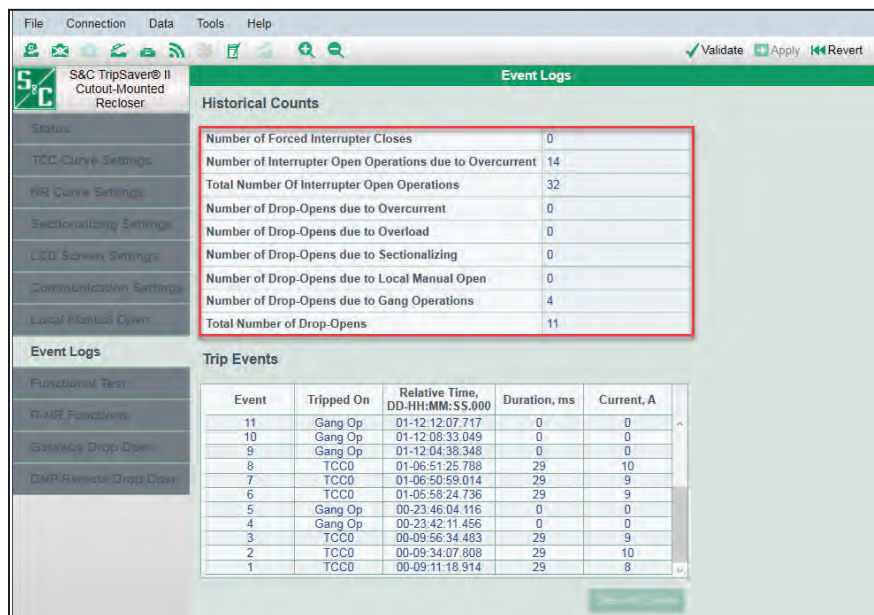 File Connection Data Tools Help
Validate Apply Revert
S&C
S&C TripSaver® II
Cutout-Mounted
Recloser
Event Logs
Status
TCC Curve Settings
NR Curve Settings
Sectionalizing Settings
LCD Screen Settings
Communication Settings
Local Manual Open
Event Logs
Functional Test
R-NR Functions
Gateway Drop Open
DNP Remote Drop Open
Historical Counts
Number of Forced Interrupter Closes 0
Number of Interrupter Open Operations due to Overcurrent 14
Total Number Of Interrupter Open Operations 32
Number of Drop-Opens due to Overcurrent 0
Number of Drop-Opens due to Overload 0
Number of Drop-Opens due to Sectionalizing 0
Number of Drop-Opens due to Local Manual Open 0
Number of Drop-Opens due to Gang Operations 4
Total Number of Drop-Opens 11
Trip Events
Event Tripped On Relative Time, DD-HH:MM:SS.000 Duration, ms Current, A
11 Gang Op 01-12:12:07.717 0 0
10 Gang Op 01-12:08:33.049 0 0
9 Gang Op 01-12:04:38.348 0 0
8 TCC0 01-06:51:25.788 29 10
7 TCC0 01-06:50:59.014 29 9
6 TCC0 01-05:58:24.736 29 9
5 Gang Op 00-23:46:04.116 0 0
4 Gang Op 00-23:42:11.456 0 0
3 TCC0 00-09:56:34.483 29 9
2 TCC0 00-09:34:07.808 29 10
1 TCC0 00-09:11:18.914 29 8